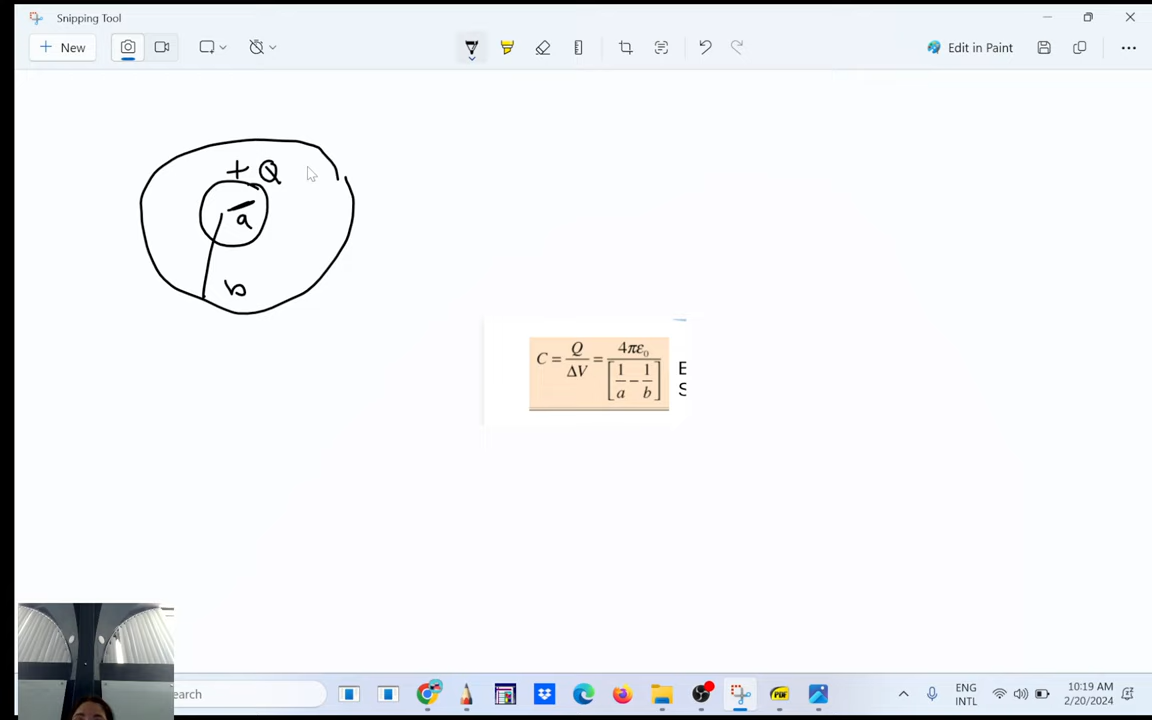 Snipping Tool
New
Edit in Paint
+ Q
a
b
C = Q/ΔV = 4πε₀/[1/a − 1/b]
E
S
earch
PDF
ENG
INTL
10:19 AM
2/20/2024